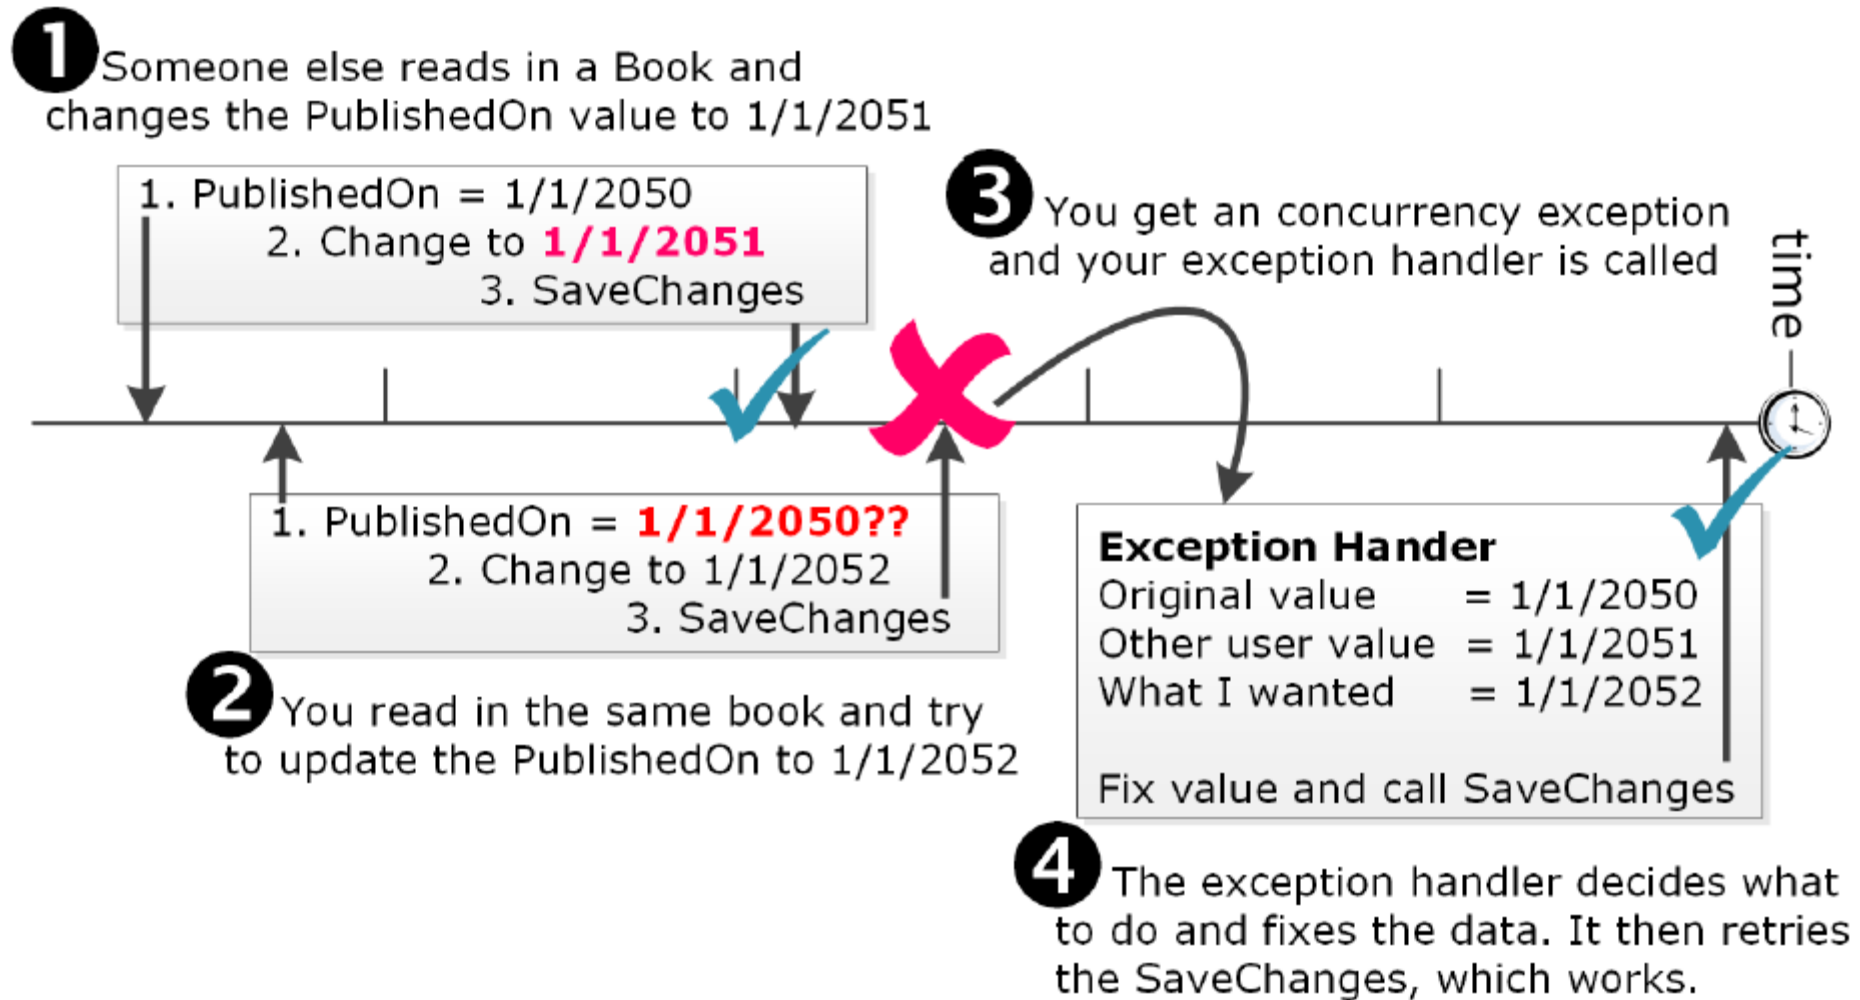 1 Someone else reads in a Book and
changes the PublishedOn value to 1/1/2051
1. PublishedOn = 1/1/2050
2. Change to 1/1/2051
3. SaveChanges
3 You get an concurrency exception
and your exception handler is called
time
1. PublishedOn = 1/1/2050??
2. Change to 1/1/2052
3. SaveChanges
2 You read in the same book and try
to update the PublishedOn to 1/1/2052
Exception Hander
Original value = 1/1/2050
Other user value = 1/1/2051
What I wanted = 1/1/2052
Fix value and call SaveChanges
4 The exception handler decides what
to do and fixes the data. It then retries
the SaveChanges, which works.